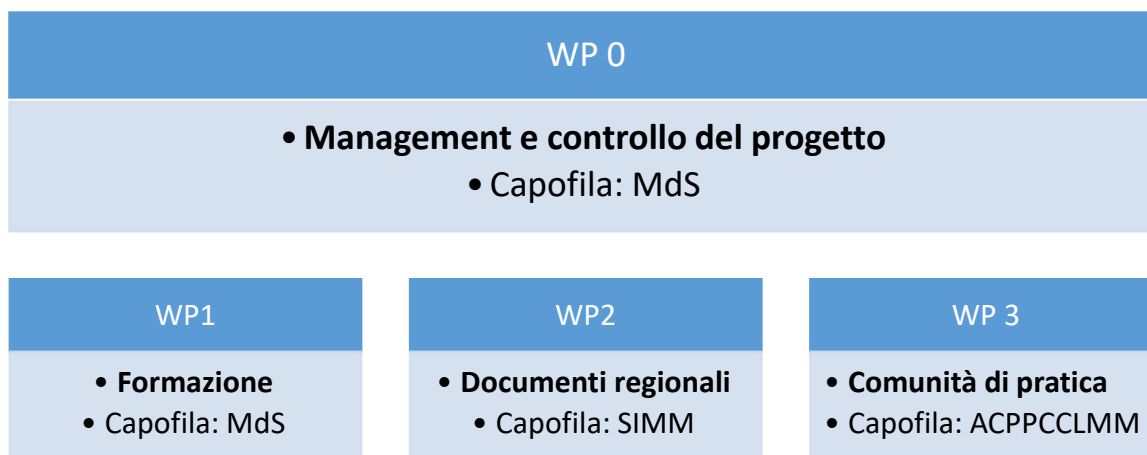 WP 0
• Management e controllo del progetto
• Capofila: MdS
WP1
• Formazione
• Capofila: MdS
WP2
• Documenti regionali
• Capofila: SIMM
WP 3
• Comunità di pratica
• Capofila: ACPPCCLMM